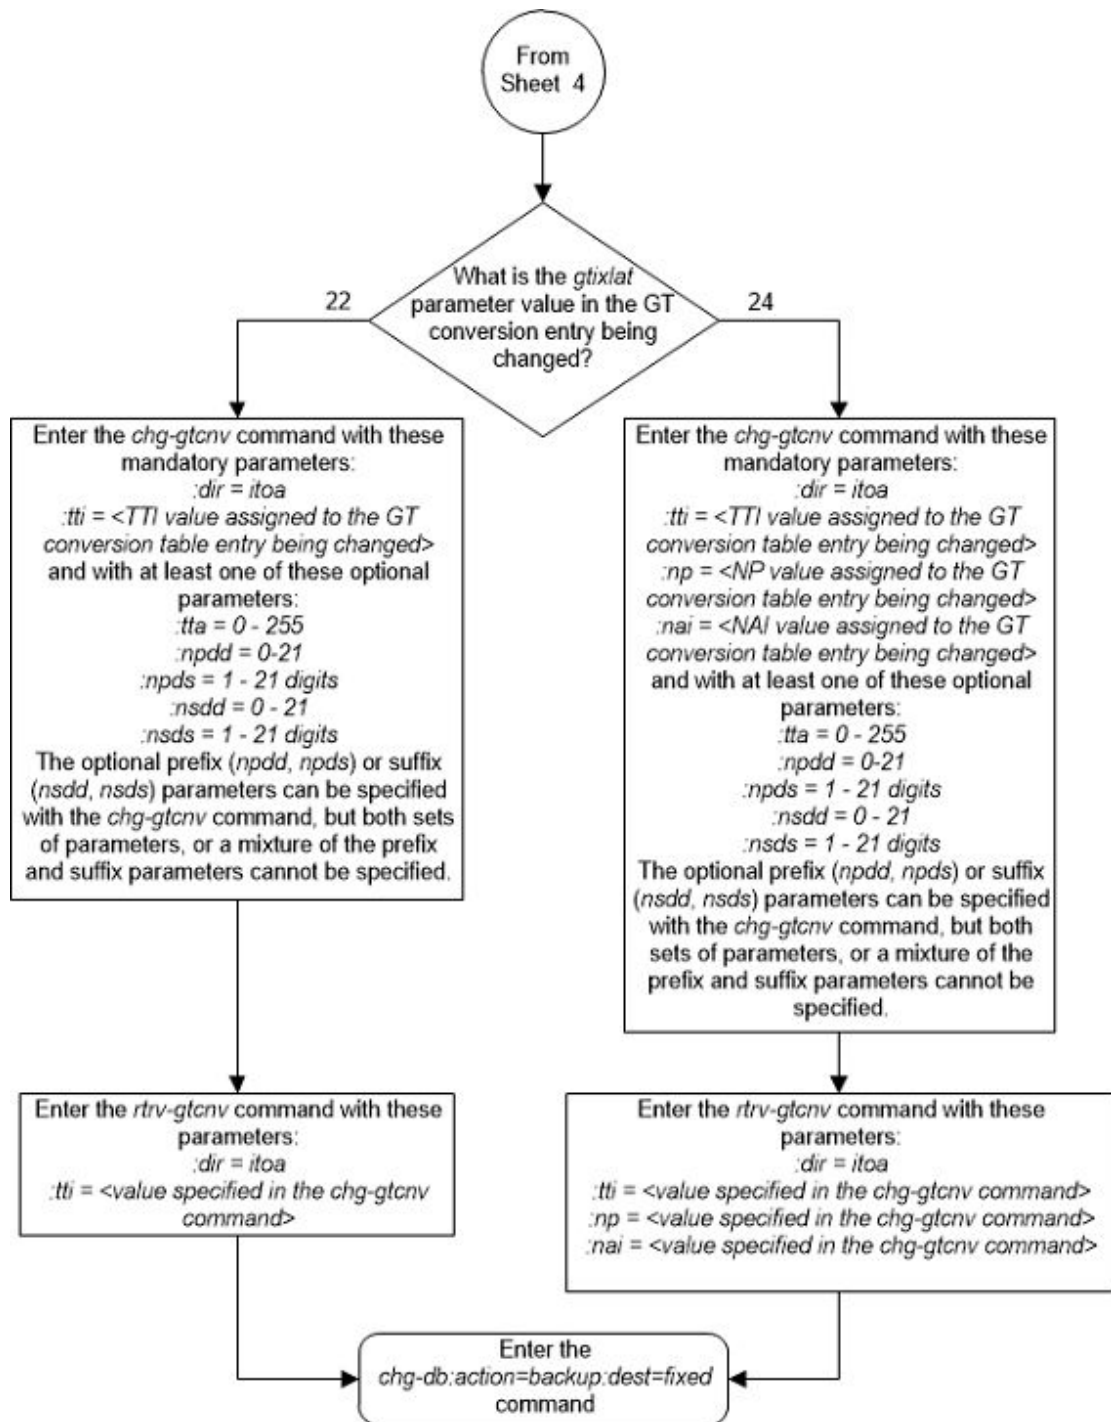 From
Sheet 4
What is the gtixlat
parameter value in the GT
conversion entry being
changed?
22
24
Enter the chg-gtcnv command with these
mandatory parameters:
:dir = itoa
:tti = <TTI value assigned to the GT
conversion table entry being changed>
and with at least one of these optional
parameters:
:tta = 0 - 255
:npdd = 0-21
:npds = 1 - 21 digits
:nsdd = 0 - 21
:nsds = 1 - 21 digits
The optional prefix (npdd, npds) or suffix
(nsdd, nsds) parameters can be specified
with the chg-gtcnv command, but both sets
of parameters, or a mixture of the prefix
and suffix parameters cannot be specified.
Enter the chg-gtcnv command with these
mandatory parameters:
:dir = itoa
:tti = <TTI value assigned to the GT
conversion table entry being changed>
:np = <NP value assigned to the GT
conversion table entry being changed>
:nai = <NAI value assigned to the GT
conversion table entry being changed>
and with at least one of these optional
parameters:
:tta = 0 - 255
:npdd = 0-21
:npds = 1 - 21 digits
:nsdd = 0 - 21
:nsds = 1 - 21 digits
The optional prefix (npdd, npds) or suffix
(nsdd, nsds) parameters can be specified
with the chg-gtcnv command, but both
sets of parameters, or a mixture of the
prefix and suffix parameters cannot be
specified.
Enter the rtrv-gtcnv command with these
parameters:
:dir = itoa
:tti = <value specified in the chg-gtcnv
command>
Enter the rtrv-gtcnv command with these
parameters:
:dir = itoa
:tti = <value specified in the chg-gtcnv command>
:np = <value specified in the chg-gtcnv command>
:nai = <value specified in the chg-gtcnv command>
Enter the
chg-db:action=backup:dest=fixed
command